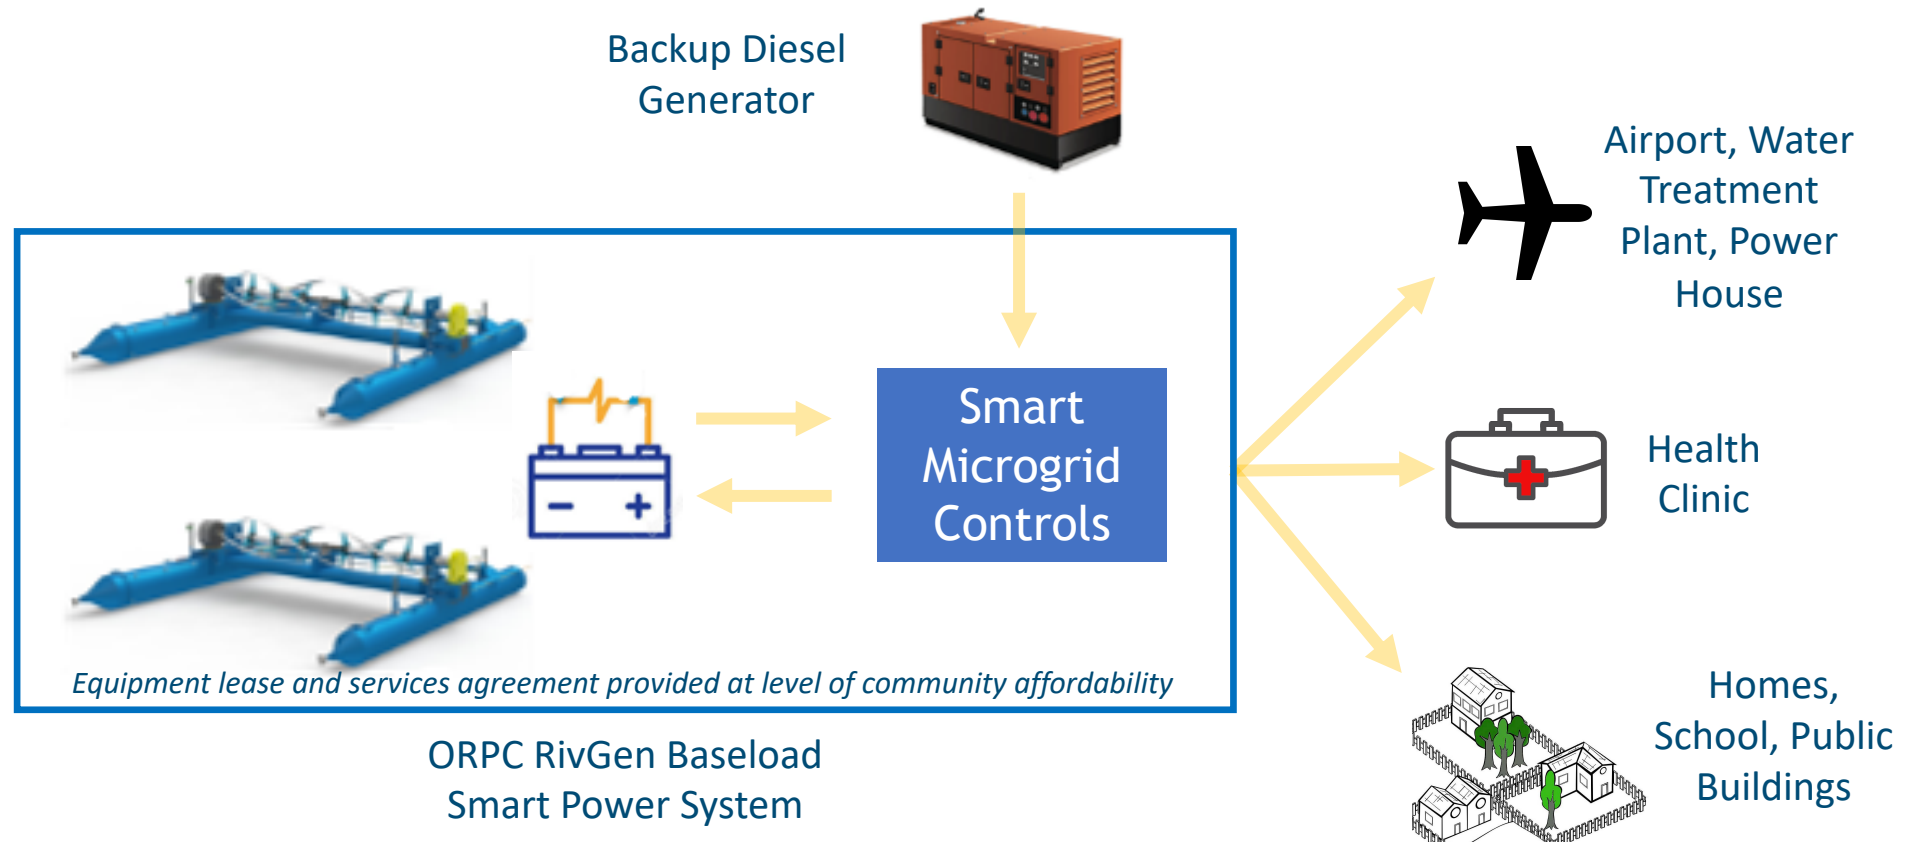 Backup Diesel
Generator
Airport, Water
Treatment
Plant, Power
House
Smart
Microgrid
Controls
Health
Clinic
Equipment lease and services agreement provided at level of community affordability
ORPC RivGen Baseload
Smart Power System
Homes,
School, Public
Buildings